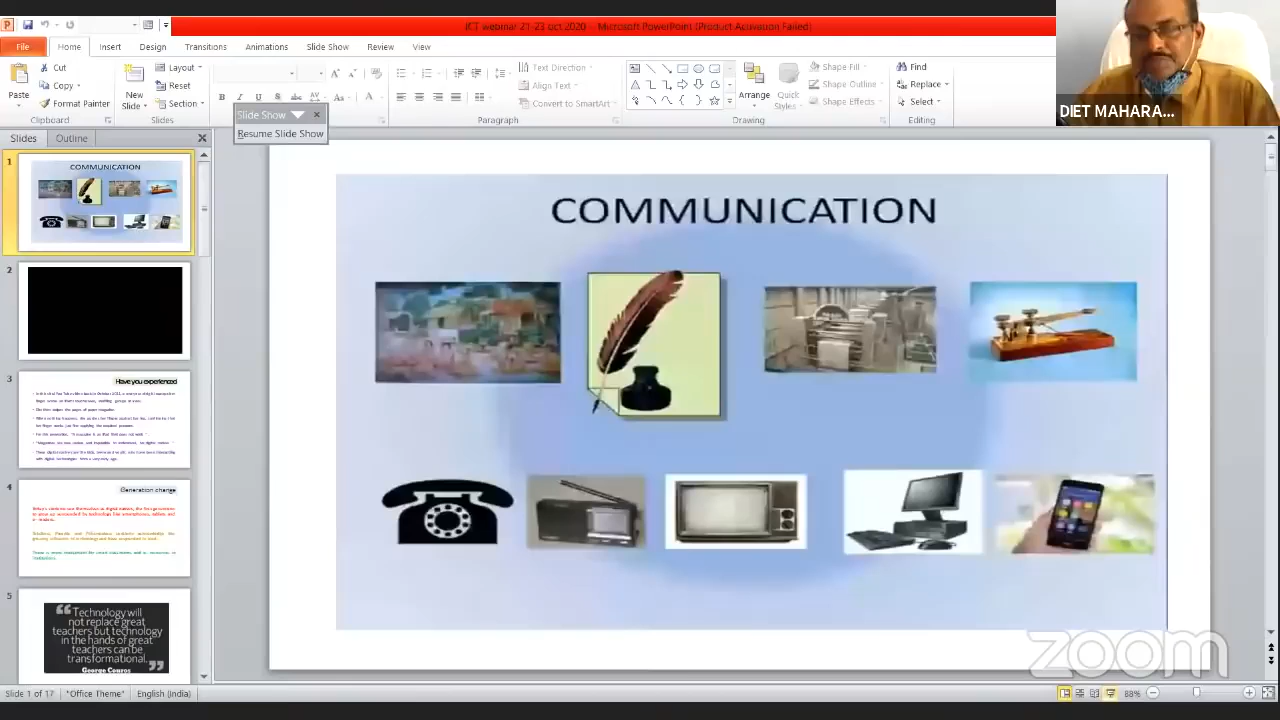 ICT webinar 21-23 oct 2020 - Microsoft PowerPoint (Product Activation Failed)
File Home Insert Design Transitions Animations Slide Show Review View
DIET MAHARA...
Paste
Cut
Copy
Format Painter
Clipboard
New Slide
Layout
Reset
Section
Slides
Text Direction
Align Text
Convert to SmartArt
Paragraph
Arrange
Quick Styles
Shape Fill
Shape Outline
Shape Effects
Drawing
Find
Replace
Select
Editing
Slide Show
Resume Slide Show
Slides Outline
1
COMMUNICATION
2
3
Have you experienced
4
Generation change
5
“Technology will
not replace great
teachers but technology
in the hands of great
teachers can be
transformational.”
George Couros
COMMUNICATION
zoom
Slide 1 of 17 "Office Theme" English (India) 88%